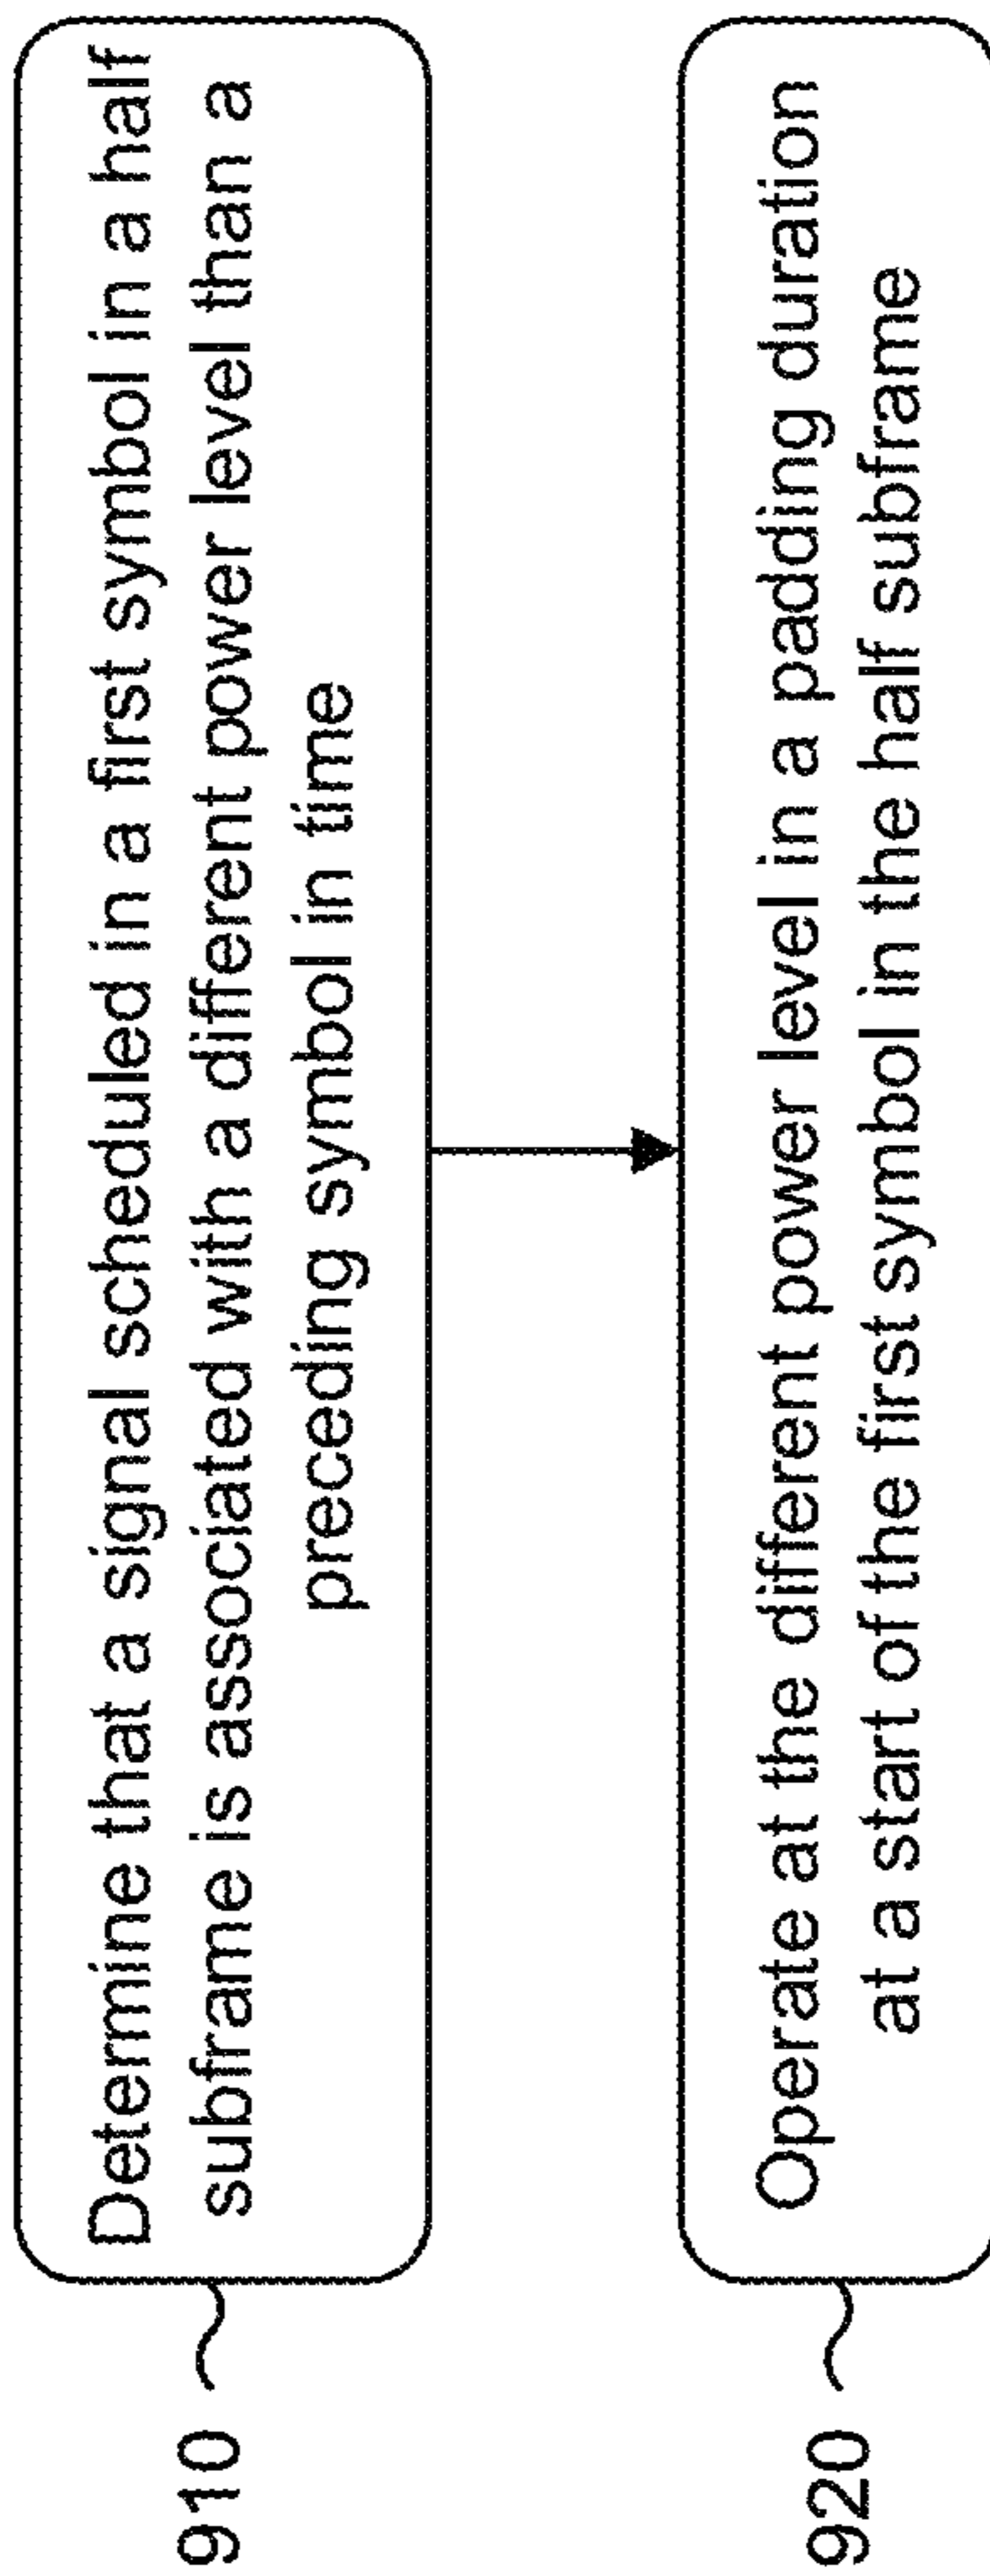 910
Determine that a signal scheduled in a first symbol in a half
subframe is associated with a different power level than a
preceding symbol in time
920
Operate at the different power level in a padding duration
at a start of the first symbol in the half subframe